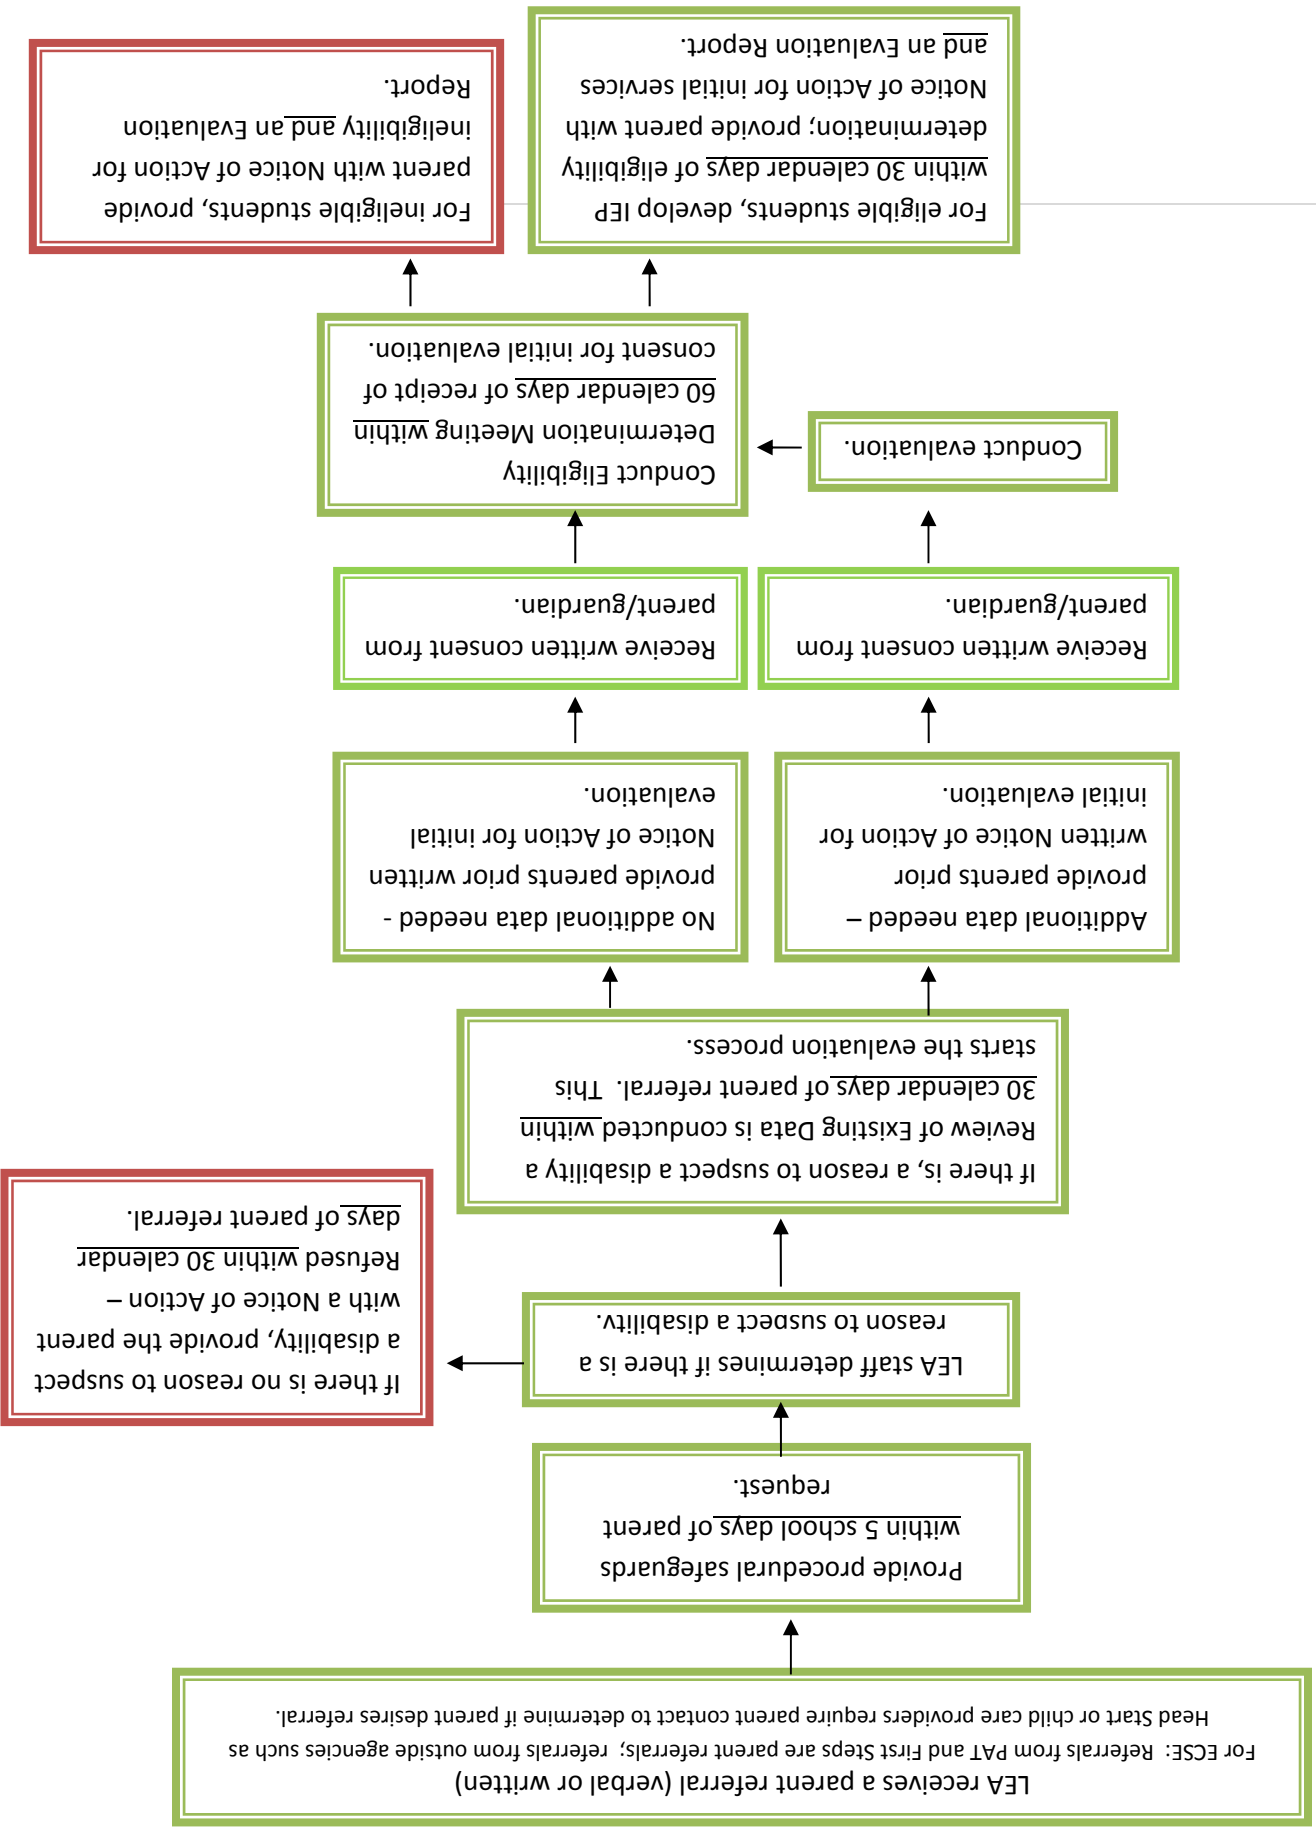 LEA receives a parent referral (verbal or written)
For ECSE:  Referrals from PAT and First Steps are parent referrals;  referrals from outside agencies such as
Head Start or child care providers require parent contact to determine if parent desires referral.
Provide procedural safeguards
within 5 school days of parent
request.
LEA staff determines if there is a
reason to suspect a disability.
If there is no reason to suspect
a disability, provide the parent
with a Notice of Action –
Refused within 30 calendar
days of parent referral.
If there is, a reason to suspect a disability a
Review of Existing Data is conducted within
30 calendar days of parent referral.  This
starts the evaluation process.
Additional data needed –
provide parents prior
written Notice of Action for
initial evaluation.
No additional data needed -
provide parents prior written
Notice of Action for initial
evaluation.
Receive written consent from
parent/guardian.
Receive written consent from
parent/guardian.
Conduct evaluation.
Conduct Eligibility
Determination Meeting within
60 calendar days of receipt of
consent for initial evaluation.
For eligible students, develop IEP
within 30 calendar days of eligibility
determination; provide parent with
Notice of Action for initial services
and an Evaluation Report.
For ineligible students, provide
parent with Notice of Action for
ineligibility and an Evaluation
Report.